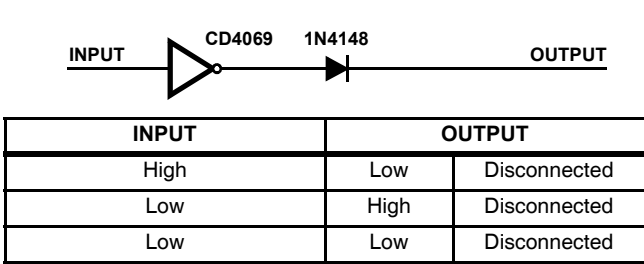 CD4069 1N4148
INPUT OUTPUT
INPUT OUTPUT
High Low Disconnected
Low High Disconnected
Low Low Disconnected